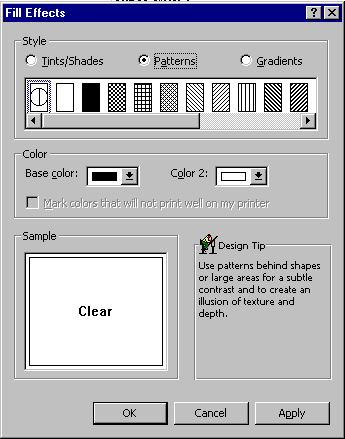 Fill Effects
Style
Tints/Shades
Patterns
Gradients
Color
Base color:
Color 2:
Mark colors that will not print well on my printer
Sample
Clear
Design Tip
Use patterns behind shapes
or large areas for a subtle
contrast and to create an
illusion of texture and
depth.
OK
Cancel
Apply